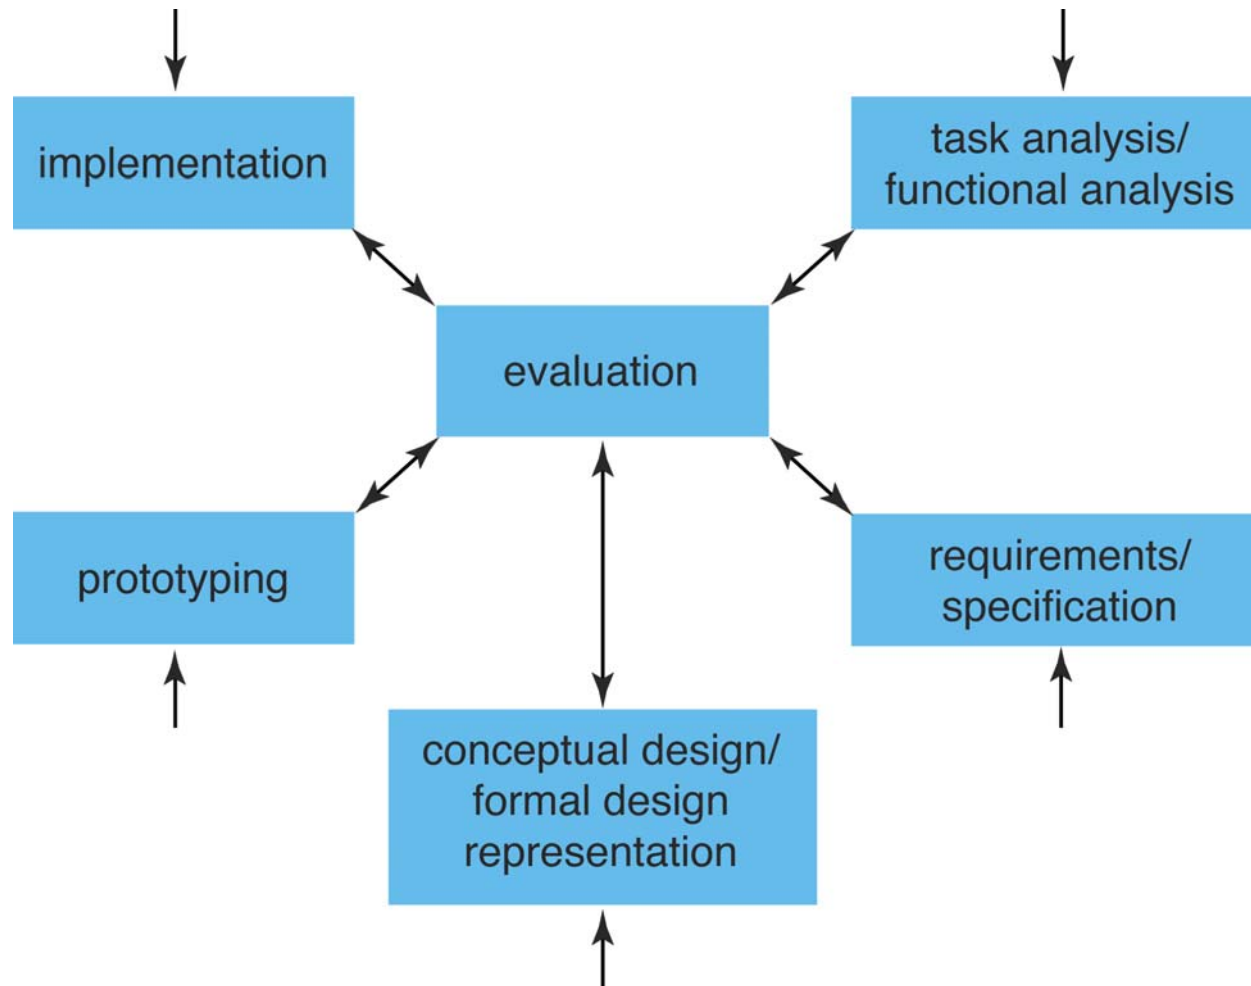 implementation
task analysis/
functional analysis
evaluation
prototyping
requirements/
specification
conceptual design/
formal design
representation